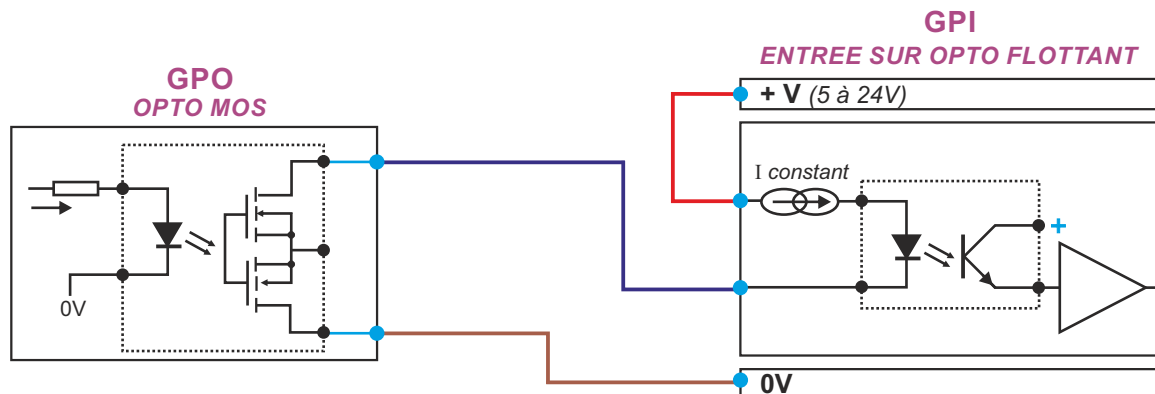 GPO
OPTO MOS
0V
GPI
ENTREE SUR OPTO FLOTTANT
+ V (5 à 24V)
I constant
+
0V